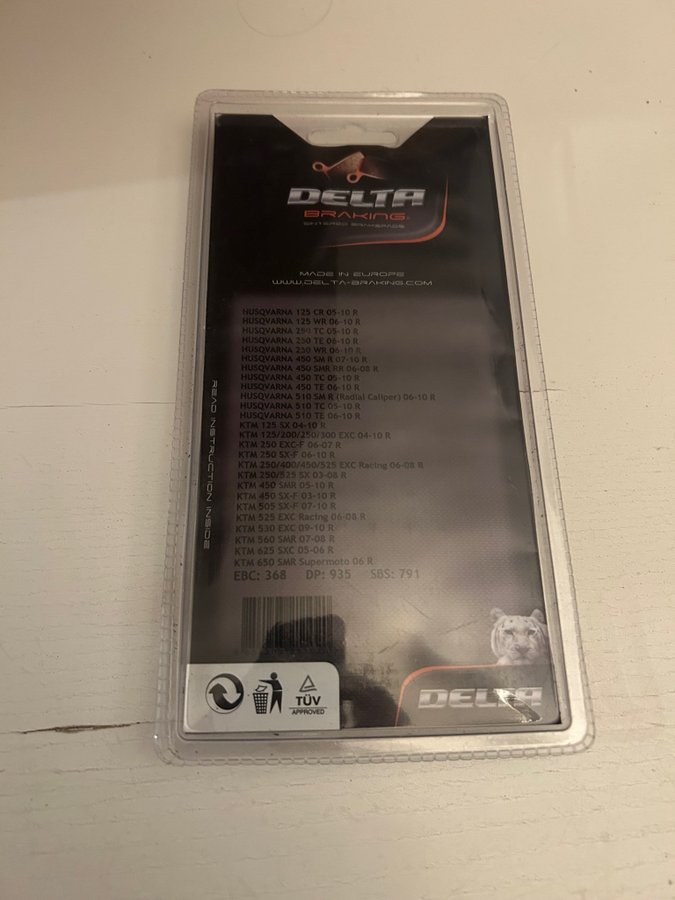 DELTA
BRAKING
SINTERED BRAKEPADS
MADE IN EUROPE
WWW.DELTA-BRAKING.COM
HUSQVARNA 125 CR 05-10 R
HUSQVARNA 125 WR 06-10 R
HUSQVARNA 250 TC 05-10 R
HUSQVARNA 250 TE 06-10 R
HUSQVARNA 250 WR 06-10 R
HUSQVARNA 450 SM R 07-10 R
HUSQVARNA 450 SMR RR 06-08 R
HUSQVARNA 450 TC 05-10 R
HUSQVARNA 450 TE 06-10 R
HUSQVARNA 510 SM R (Radial Caliper) 06-10 R
HUSQVARNA 510 TC 05-10 R
HUSQVARNA 510 TE 06-10 R
KTM 125 SX 04-10 R
KTM 125/200/250/300 EXC 04-10 R
KTM 250 EXC-F 06-07 R
KTM 250 SX-F 06-10 R
KTM 250/400/450/525 EXC Racing 06-08 R
KTM 250/525 SX 03-08 R
KTM 450 SMR 05-10 R
KTM 450 SX-F 03-10 R
KTM 505 SX-F 07-10 R
KTM 525 EXC Racing 06-08 R
KTM 530 EXC 09-10 R
KTM 560 SMR 07-08 R
KTM 625 SXC 05-06 R
KTM 650 SMR Supermoto 06 R
EBC: 368 DP: 935 SBS: 791
READ INSTRUCTION INSIDE
TÜV
APPROVED
DELTA